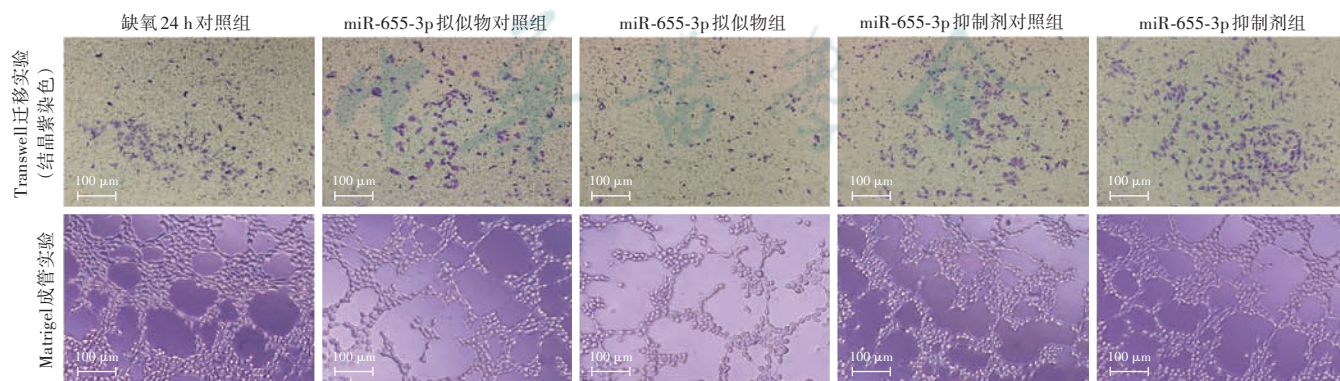 缺氧24 h对照组
miR-655-3p拟似物对照组
miR-655-3p拟似物组
miR-655-3p抑制剂对照组
miR-655-3p抑制剂组
Transwell迁移实验
(结晶紫染色)
100 μm
100 μm
100 μm
100 μm
100 μm
Matrigel成管实验
100 μm
100 μm
100 μm
100 μm
100 μm